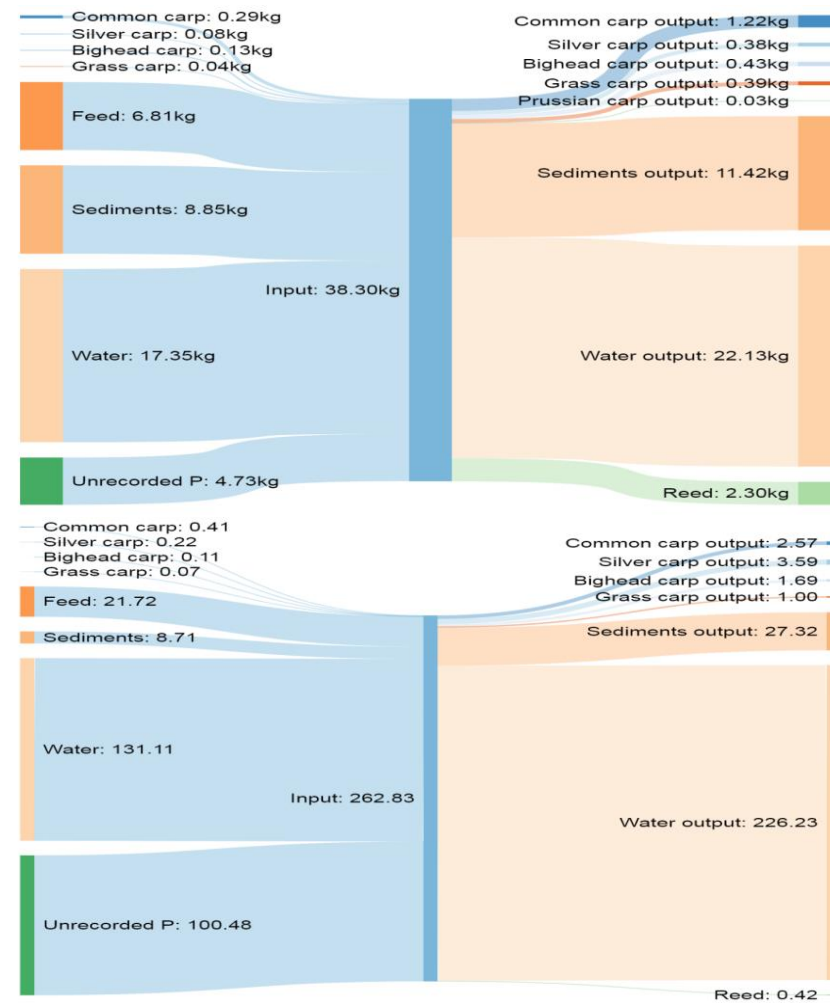 Common carp: 0.29kg
Silver carp: 0.08kg
Bighead carp: 0.13kg
Grass carp: 0.04kg
Feed: 6.81kg
Sediments: 8.85kg
Water: 17.35kg
Unrecorded P: 4.73kg
Input: 38.30kg
Common carp output: 1.22kg
Silver carp output: 0.38kg
Bighead carp output: 0.43kg
Grass carp output: 0.39kg
Prussian carp output: 0.03kg
Sediments output: 11.42kg
Water output: 22.13kg
Reed: 2.30kg
Common carp: 0.41
Silver carp: 0.22
Bighead carp: 0.11
Grass carp: 0.07
Feed: 21.72
Sediments: 8.71
Water: 131.11
Unrecorded P: 100.48
Input: 262.83
Common carp output: 2.57
Silver carp output: 3.59
Bighead carp output: 1.69
Grass carp output: 1.00
Sediments output: 27.32
Water output: 226.23
Reed: 0.42